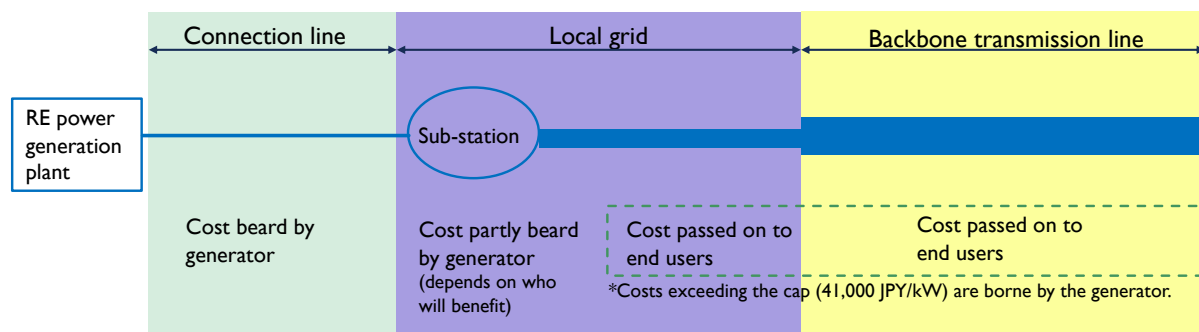 Connection line
Local grid
Backbone transmission line
RE power
generation
plant
Sub-station
Cost beard by
generator
Cost partly beard
by generator
(depends on who
will benefit)
Cost passed on to
end users
Cost passed on to
end users
*Costs exceeding the cap (41,000 JPY/kW) are borne by the generator.